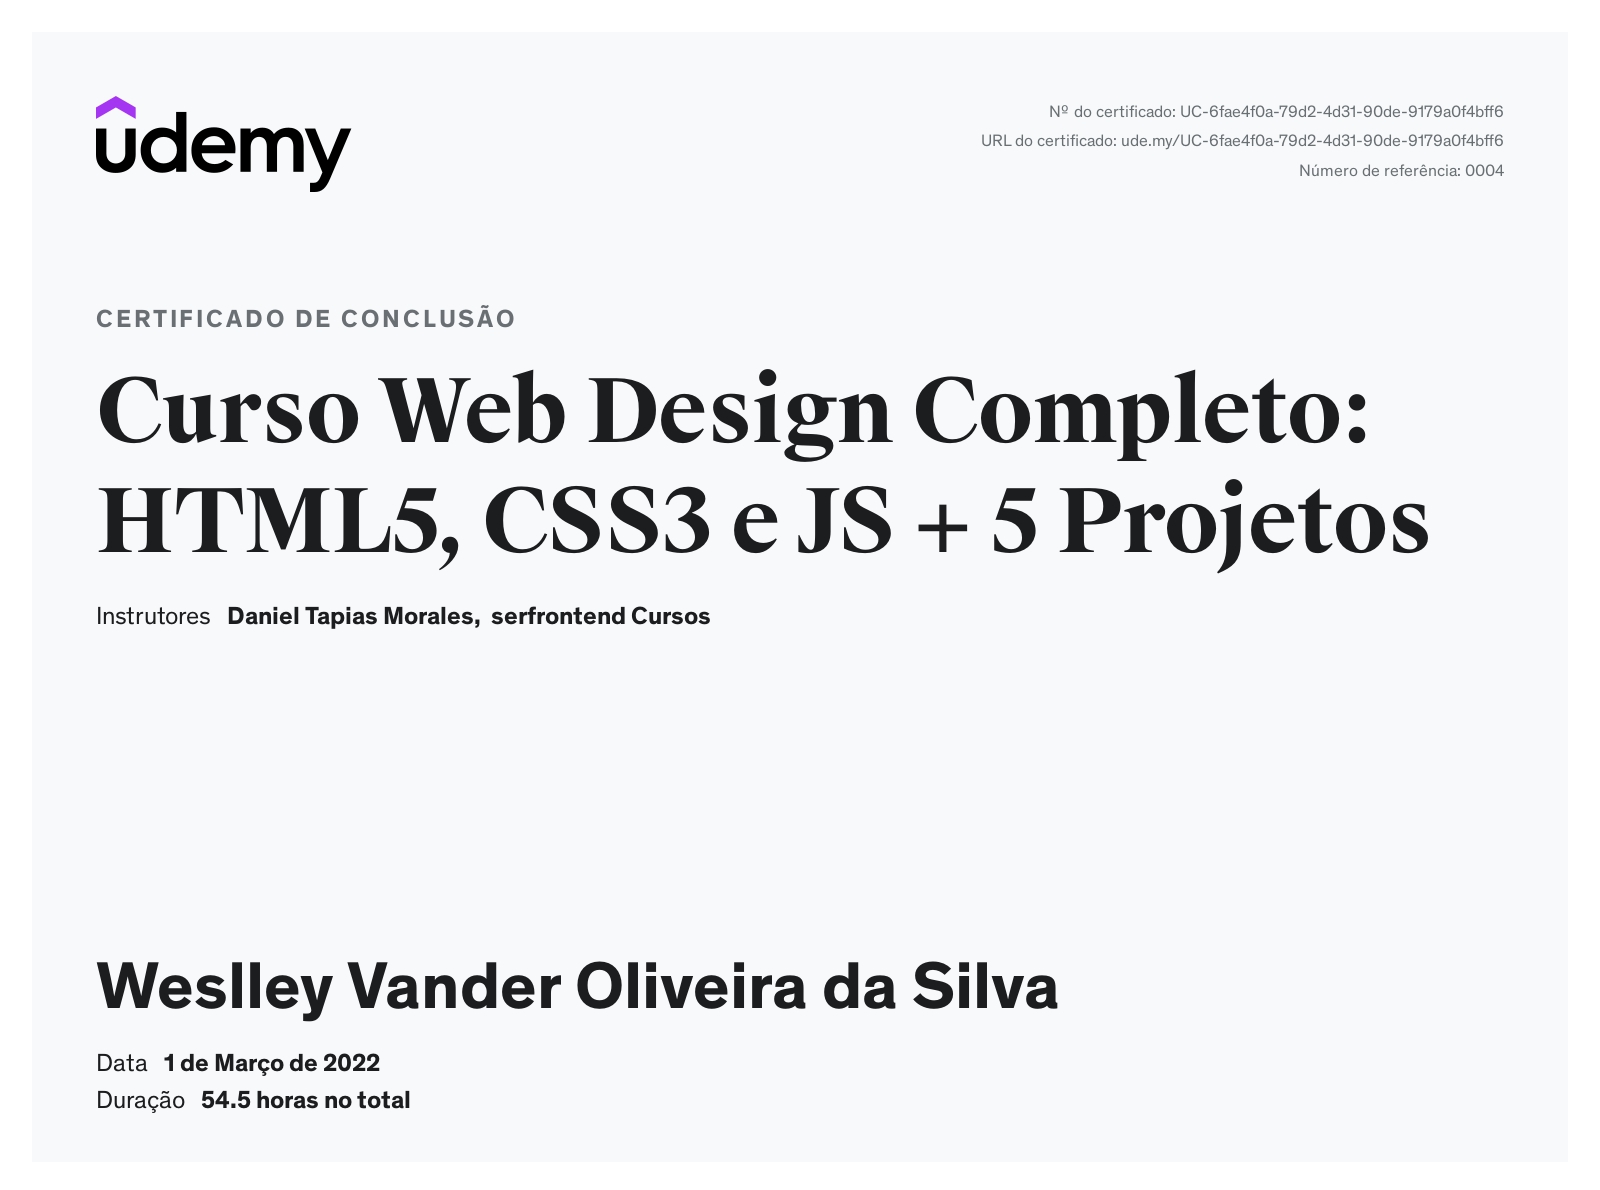 udemy
Nº do certificado: UC-6fae4f0a-79d2-4d31-90de-9179a0f4bff6
URL do certificado: ude.my/UC-6fae4f0a-79d2-4d31-90de-9179a0f4bff6
Número de referência: 0004
CERTIFICADO DE CONCLUSÃO
Curso Web Design Completo:
HTML5, CSS3 e JS + 5 Projetos
Instrutores Daniel Tapias Morales, serfrontend Cursos
Weslley Vander Oliveira da Silva
Data 1 de Março de 2022
Duração 54.5 horas no total